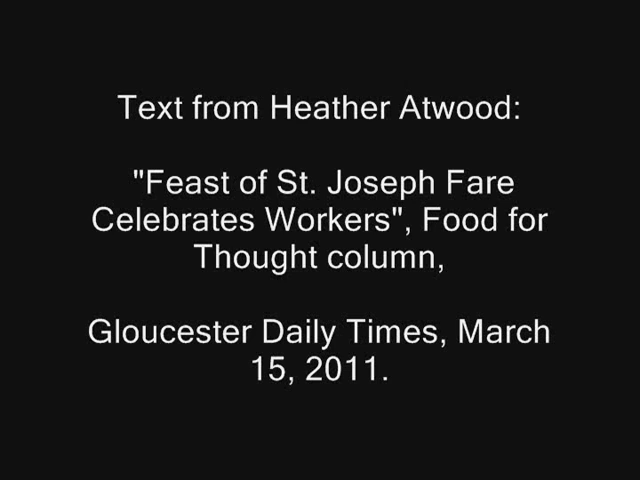 Text from Heather Atwood:
"Feast of St. Joseph Fare
Celebrates Workers", Food for
Thought column,
Gloucester Daily Times, March
15, 2011.